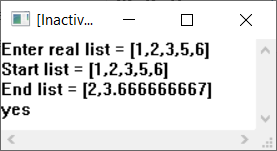 [Inactiv...
Enter real list = [1,2,3,5,6]
Start list = [1,2,3,5,6]
End list = [2,3.666666667]
yes